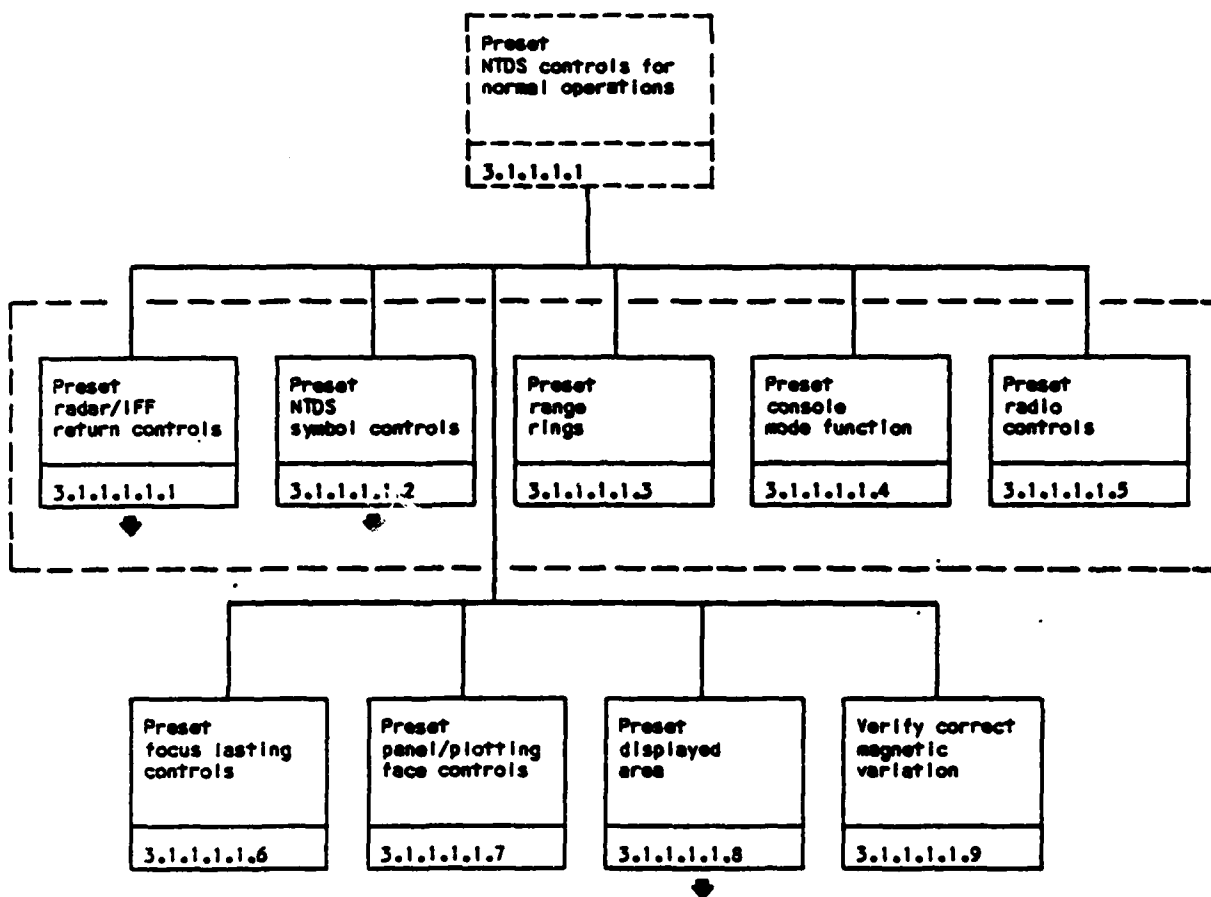 Preset
NTDS controls for
normal operations
3.1.1.1.1
Preset
radar/IFF
return controls
3.1.1.1.1.1
Preset
NTDS
symbol controls
3.1.1.1.1.2
Preset
range
rings
3.1.1.1.1.3
Preset
console
mode function
3.1.1.1.1.4
Preset
radio
controls
3.1.1.1.1.5
Preset
focus lasting
controls
3.1.1.1.1.6
Preset
panel/plotting
face controls
3.1.1.1.1.7
Preset
displayed
area
3.1.1.1.1.8
Verify correct
magnetic
variation
3.1.1.1.1.9